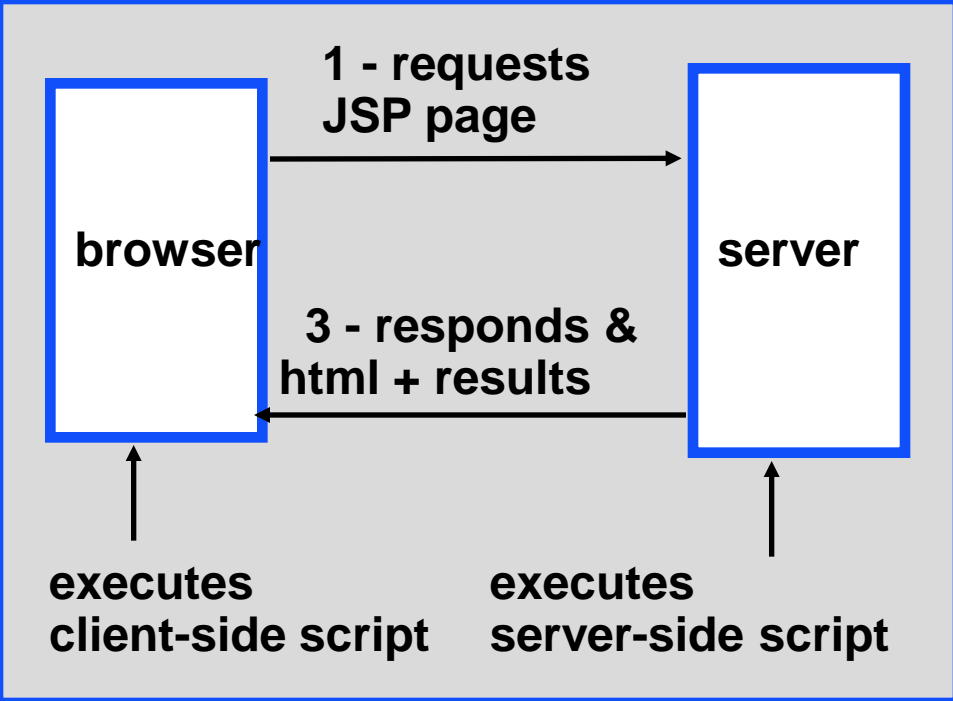 1 - requests
JSP page
browser
server
3 - responds &
html + results
executes
client-side script
executes
server-side script